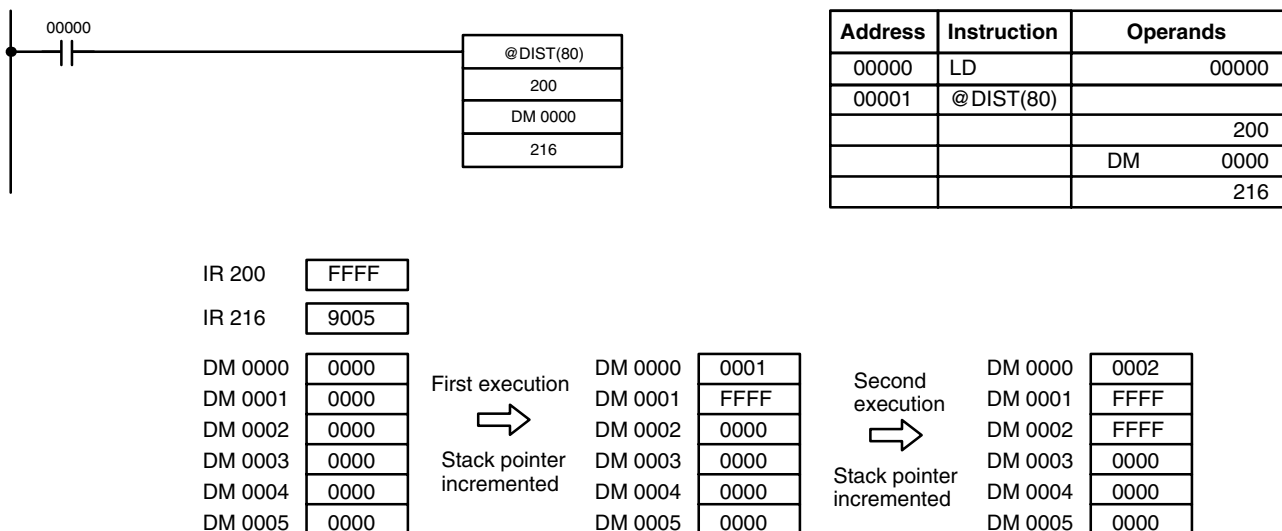 00000
@DIST(80)
200
DM 0000
216
Address Instruction Operands
00000 LD 00000
00001 @DIST(80)
200
DM 0000
216
IR 200 FFFF
IR 216 9005
DM 0000 0000
DM 0001 0000
DM 0002 0000
DM 0003 0000
DM 0004 0000
DM 0005 0000
First execution
Stack pointer
incremented
DM 0000 0001
DM 0001 FFFF
DM 0002 0000
DM 0003 0000
DM 0004 0000
DM 0005 0000
Second
execution
Stack pointer
incremented
DM 0000 0002
DM 0001 FFFF
DM 0002 FFFF
DM 0003 0000
DM 0004 0000
DM 0005 0000